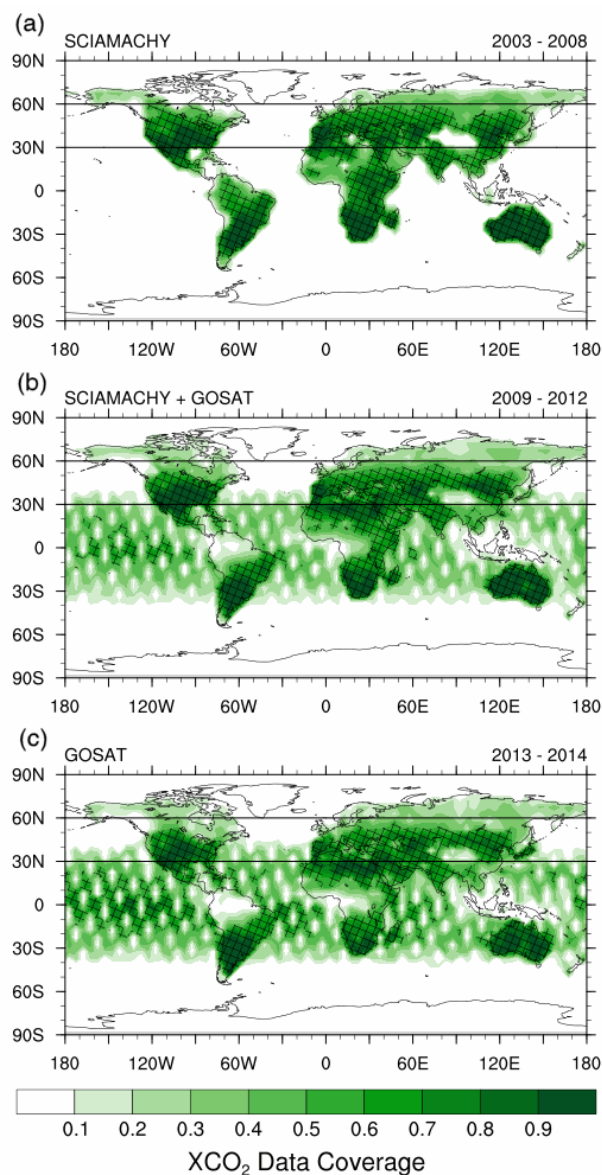 (a)
SCIAMACHY 2003 - 2008
90N
60N
30N
0
30S
60S
90S
180 120W 60W 0 60E 120E 180
(b)
SCIAMACHY + GOSAT 2009 - 2012
90N
60N
30N
0
30S
60S
90S
180 120W 60W 0 60E 120E 180
(c)
GOSAT 2013 - 2014
90N
60N
30N
0
30S
60S
90S
180 120W 60W 0 60E 120E 180
0.1 0.2 0.3 0.4 0.5 0.6 0.7 0.8 0.9
XCO₂ Data Coverage